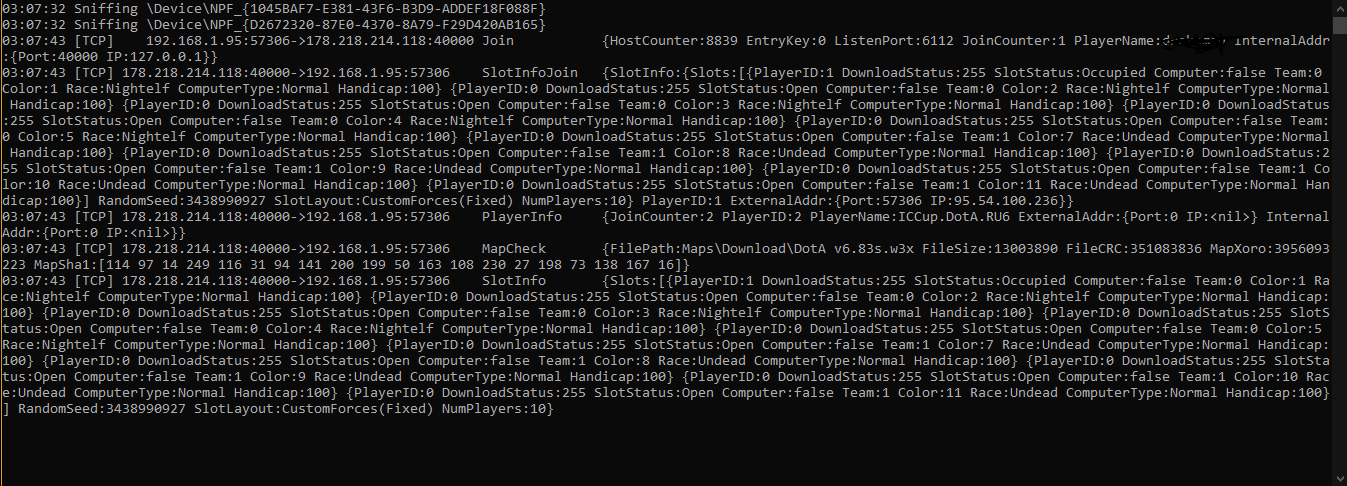 03:07:32 Sniffing \Device\NPF_{1045BAF7-E381-43F6-B3D9-ADDEF18F088F}
03:07:32 Sniffing \Device\NPF_{D2672320-87E0-4370-8A79-F29D420AB165}
03:07:43 [TCP]    192.168.1.95:57306->178.218.214.118:40000 Join           {HostCounter:8839 EntryKey:0 ListenPort:6112 JoinCounter:1 PlayerName: InternalAddr
:{Port:40000 IP:127.0.0.1}}
03:07:43 [TCP] 178.218.214.118:40000->192.168.1.95:57306    SlotInfoJoin   {SlotInfo:{Slots:[{PlayerID:1 DownloadStatus:255 SlotStatus:Occupied Computer:false Team:0
Color:1 Race:Nightelf ComputerType:Normal Handicap:100} {PlayerID:0 DownloadStatus:255 SlotStatus:Open Computer:false Team:0 Color:2 Race:Nightelf ComputerType:Normal
Handicap:100} {PlayerID:0 DownloadStatus:255 SlotStatus:Open Computer:false Team:0 Color:3 Race:Nightelf ComputerType:Normal Handicap:100} {PlayerID:0 DownloadStatus
:255 SlotStatus:Open Computer:false Team:0 Color:4 Race:Nightelf ComputerType:Normal Handicap:100} {PlayerID:0 DownloadStatus:255 SlotStatus:Open Computer:false Team:
0 Color:5 Race:Nightelf ComputerType:Normal Handicap:100} {PlayerID:0 DownloadStatus:255 SlotStatus:Open Computer:false Team:1 Color:7 Race:Undead ComputerType:Normal
Handicap:100} {PlayerID:0 DownloadStatus:255 SlotStatus:Open Computer:false Team:1 Color:8 Race:Undead ComputerType:Normal Handicap:100} {PlayerID:0 DownloadStatus:2
55 SlotStatus:Open Computer:false Team:1 Color:9 Race:Undead ComputerType:Normal Handicap:100} {PlayerID:0 DownloadStatus:255 SlotStatus:Open Computer:false Team:1 Co
lor:10 Race:Undead ComputerType:Normal Handicap:100} {PlayerID:0 DownloadStatus:255 SlotStatus:Open Computer:false Team:1 Color:11 Race:Undead ComputerType:Normal Han
dicap:100}] RandomSeed:3438990927 SlotLayout:CustomForces(Fixed) NumPlayers:10} PlayerID:1 ExternalAddr:{Port:57306 IP:95.54.100.236}}
03:07:43 [TCP] 178.218.214.118:40000->192.168.1.95:57306    PlayerInfo     {JoinCounter:2 PlayerID:2 PlayerName:ICCup.DotA.RU6 ExternalAddr:{Port:0 IP:<nil>} Internal
Addr:{Port:0 IP:<nil>}}
03:07:43 [TCP] 178.218.214.118:40000->192.168.1.95:57306    MapCheck       {FilePath:Maps\Download\DotA v6.83s.w3x FileSize:13003890 FileCRC:351083836 MapXoro:3956093
223 MapSha1:[114 97 14 249 116 31 94 141 200 199 50 163 108 230 27 198 73 138 167 16]}
03:07:43 [TCP] 178.218.214.118:40000->192.168.1.95:57306    SlotInfo       {Slots:[{PlayerID:1 DownloadStatus:255 SlotStatus:Occupied Computer:false Team:0 Color:1 Ra
ce:Nightelf ComputerType:Normal Handicap:100} {PlayerID:0 DownloadStatus:255 SlotStatus:Open Computer:false Team:0 Color:2 Race:Nightelf ComputerType:Normal Handicap:
100} {PlayerID:0 DownloadStatus:255 SlotStatus:Open Computer:false Team:0 Color:3 Race:Nightelf ComputerType:Normal Handicap:100} {PlayerID:0 DownloadStatus:255 SlotS
tatus:Open Computer:false Team:0 Color:4 Race:Nightelf ComputerType:Normal Handicap:100} {PlayerID:0 DownloadStatus:255 SlotStatus:Open Computer:false Team:0 Color:5
Race:Nightelf ComputerType:Normal Handicap:100} {PlayerID:0 DownloadStatus:255 SlotStatus:Open Computer:false Team:1 Color:7 Race:Undead ComputerType:Normal Handicap:
100} {PlayerID:0 DownloadStatus:255 SlotStatus:Open Computer:false Team:1 Color:8 Race:Undead ComputerType:Normal Handicap:100} {PlayerID:0 DownloadStatus:255 SlotSta
tus:Open Computer:false Team:1 Color:9 Race:Undead ComputerType:Normal Handicap:100} {PlayerID:0 DownloadStatus:255 SlotStatus:Open Computer:false Team:1 Color:10 Rac
e:Undead ComputerType:Normal Handicap:100} {PlayerID:0 DownloadStatus:255 SlotStatus:Open Computer:false Team:1 Color:11 Race:Undead ComputerType:Normal Handicap:100}
] RandomSeed:3438990927 SlotLayout:CustomForces(Fixed) NumPlayers:10}